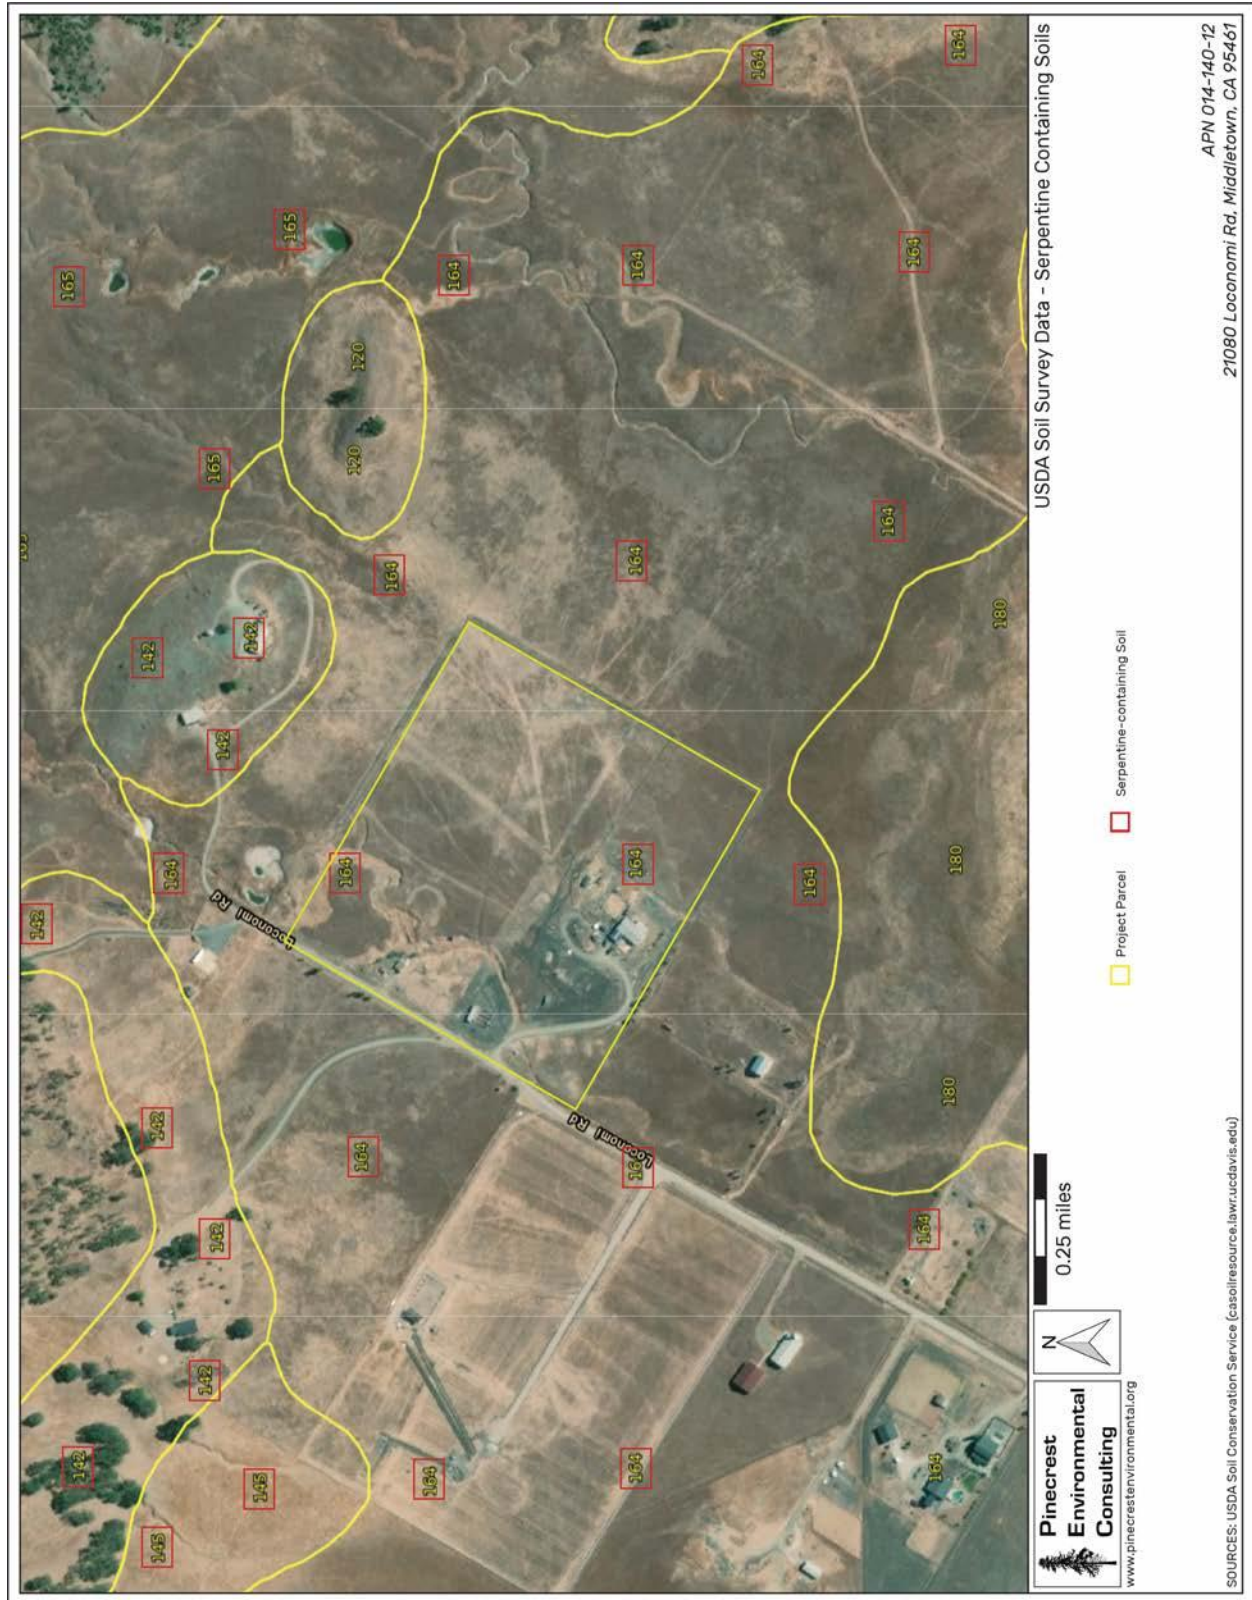 142
165
142
142
145
142
164
142
142
165
142
142
Loconomi Rd
145
165
164
120
120
164
164
164
164
Loconomi Rd
164
164
164
164
164
164
164
164
164
164
180
180
164
180
USDA Soil Survey Data - Serpentine Containing Soils
Pinecrest
Environmental
Consulting
www.pinecrestenvironmental.org
N
0.25 miles
Project Parcel
Serpentine-containing Soil
SOURCES: USDA Soil Conservation Service (casoilresource.lawr.ucdavis.edu)
APN 014-140-12
21080 Loconomi Rd, Middletown, CA 95461